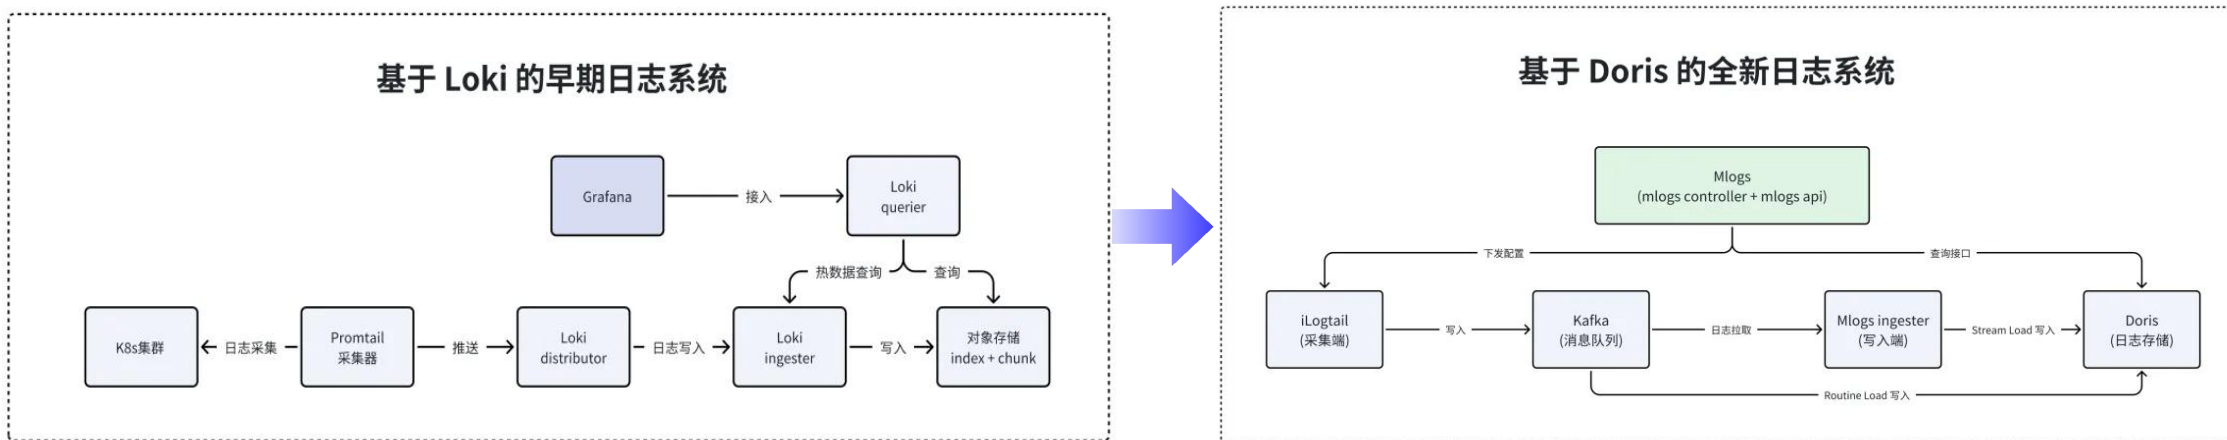 基于 Loki 的早期日志系统
Grafana
接入
Loki
querier
热数据查询
查询
K8s集群
日志采集
Promtail
采集器
推送
Loki
distributor
日志写入
Loki
ingester
写入
对象存储
index + chunk
基于 Doris 的全新日志系统
Mlogs
(mlogs controller + mlogs api)
下发配置
查询接口
iLogtail
(采集端)
写入
Kafka
(消息队列)
日志拉取
Mlogs ingester
(写入端)
Stream Load 写入
Doris
(日志存储)
Routine Load 写入